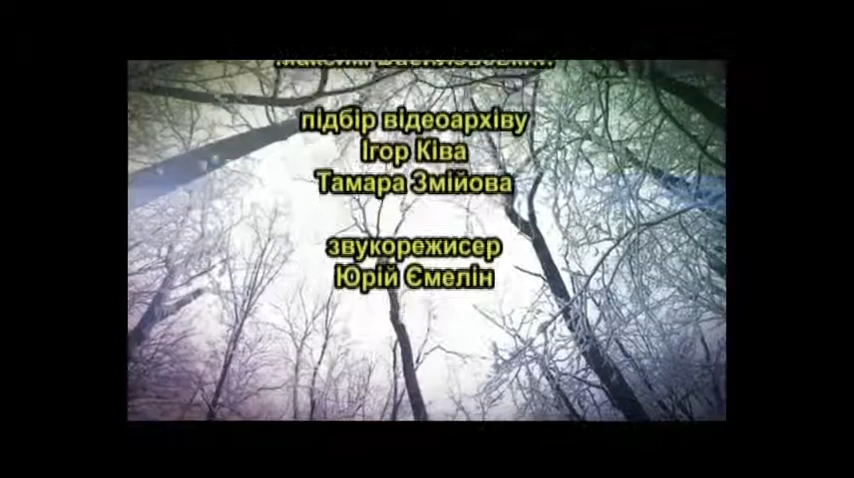 підбір відеоархіву
Ігор Ківа
Тамара Змійова
звукорежисер
Юрій Ємелін